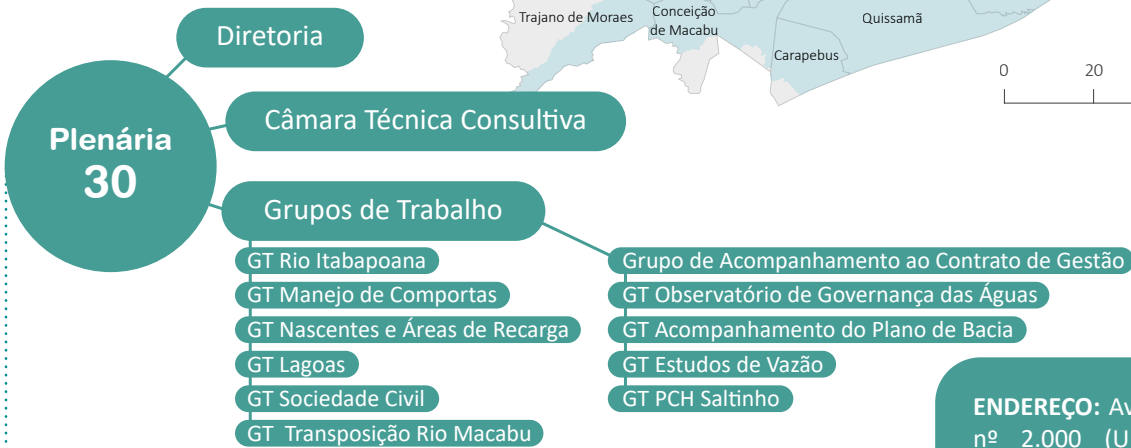 Trajano de Moraes
Conceição
de Macabu
Quissamã
Carapebus
0 20
Diretoria
Câmara Técnica Consultiva
Plenária
30
Grupos de Trabalho
GT Rio Itabapoana
GT Manejo de Comportas
GT Nascentes e Áreas de Recarga
GT Lagoas
GT Sociedade Civil
GT Transposição Rio Macabu
Grupo de Acompanhamento ao Contrato de Gestão
GT Observatório de Governança das Águas
GT Acompanhamento do Plano de Bacia
GT Estudos de Vazão
GT PCH Saltinho
ENDEREÇO: Av
nº 2.000 (U